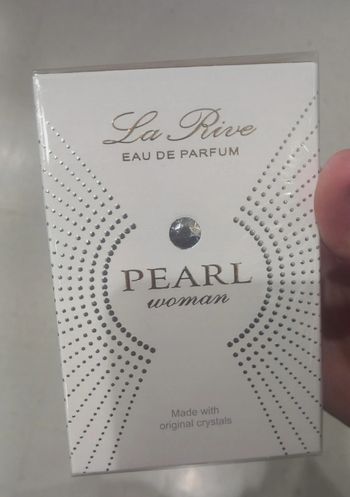 La Rive
EAU DE PARFUM
PEARL
woman
Made with
original crystals